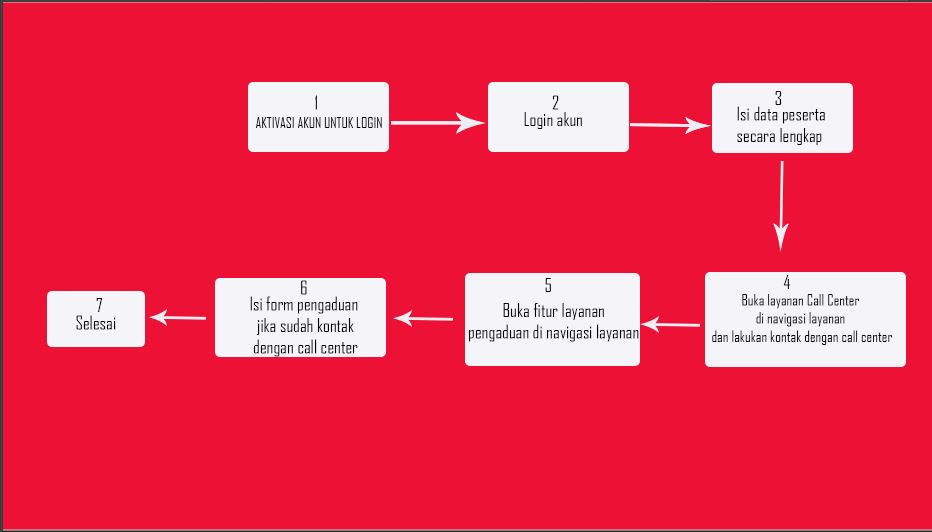 1
AKTIVASI AKUN UNTUK LOGIN
2
Login akun
3
Isi data peserta
secara lengkap
4
Buka layanan Call Center
di navigasi layanan
dan lakukan kontak dengan call center
5
Buka fitur layanan
pengaduan di navigasi layanan
6
Isi form pengaduan
jika sudah kontak
dengan call center
7
Selesai